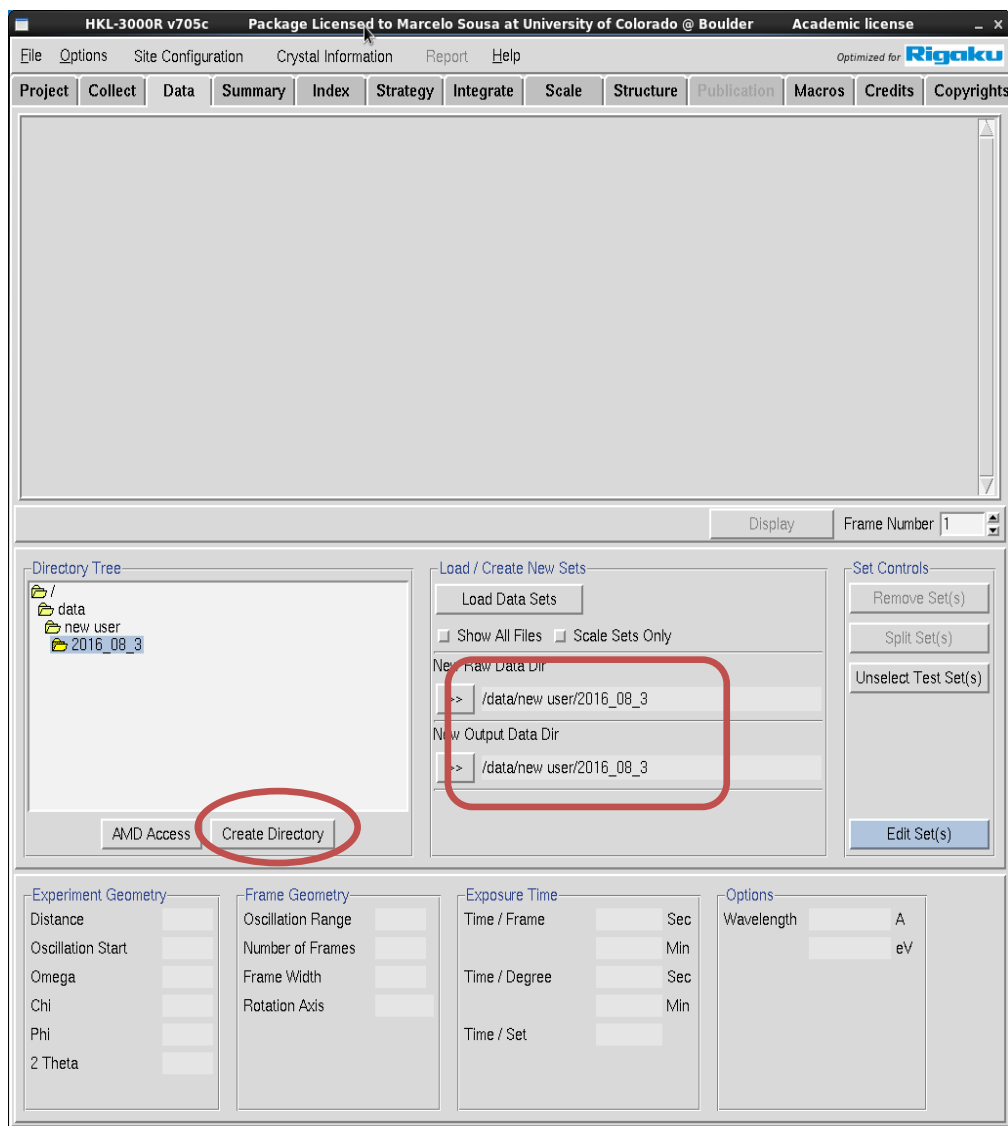 HKL-3000R v705c Package Licensed to Marcelo Sousa at University of Colorado @ Boulder Academic license
File Options Site Configuration Crystal Information Report Help Optimized for Rigaku
Project Collect Data Summary Index Strategy Integrate Scale Structure Publication Macros Credits Copyrights
Display Frame Number 1
Directory Tree
/
data
new user
2016_08_3
AMD Access Create Directory
Load / Create New Sets
Load Data Sets
Show All Files Scale Sets Only
New Raw Data Dir
>> /data/new user/2016_08_3
New Output Data Dir
>> /data/new user/2016_08_3
Set Controls
Remove Set(s)
Split Set(s)
Unselect Test Set(s)
Edit Set(s)
Experiment Geometry
Distance
Oscillation Start
Omega
Chi
Phi
2 Theta
Frame Geometry
Oscillation Range
Number of Frames
Frame Width
Rotation Axis
Exposure Time
Time / Frame Sec
Min
Time / Degree Sec
Min
Time / Set
Options
Wavelength A
eV